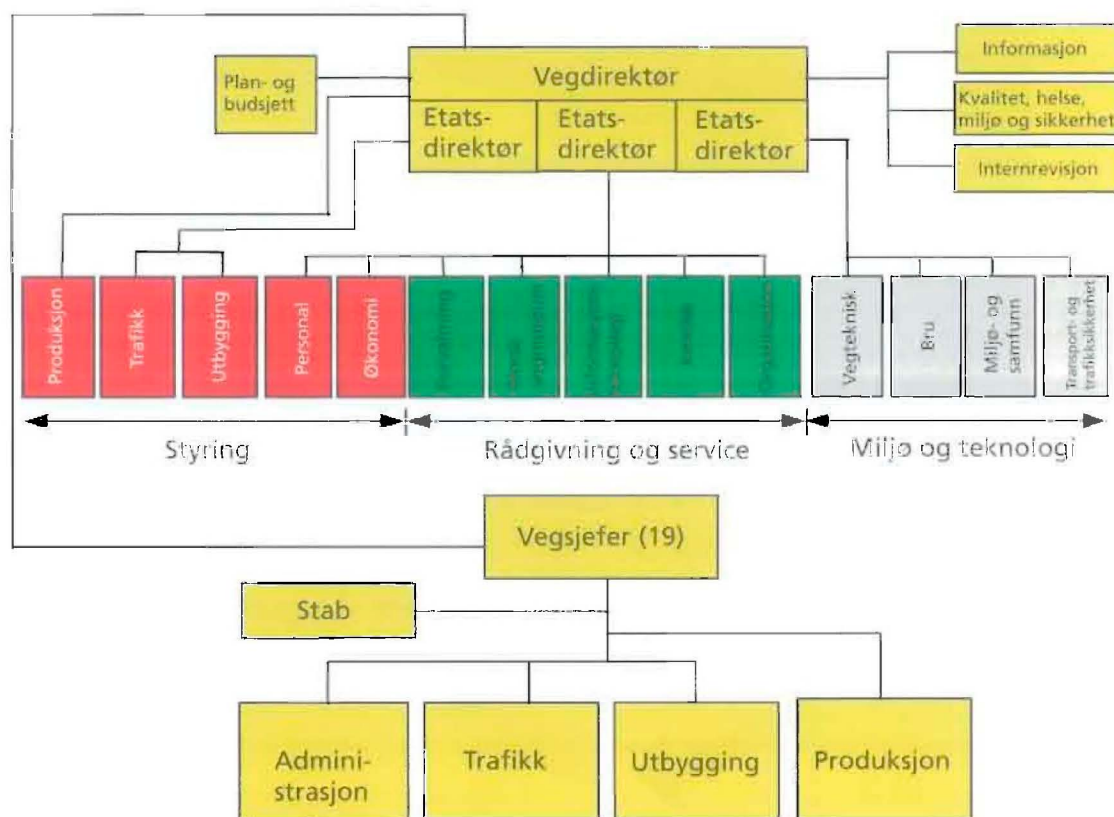 Informasjon
Plan- og
budsjett
Vegdirektør
Kvalitet, helse,
miljø og sikkerhet
Etats-
direktør
Etats-
direktør
Etats-
direktør
Internrevisjon
Produksjon
Trafikk
Utbygging
Personal
Økonomi
Forvaltning
Vegteknisk
Bru
Miljø- og
samfunn
Transport- og
trafikksikkerhet
Styring
Rådgivning og service
Miljø og teknologi
Vegsjefer (19)
Stab
Admini-
strasjon
Trafikk
Utbygging
Produksjon